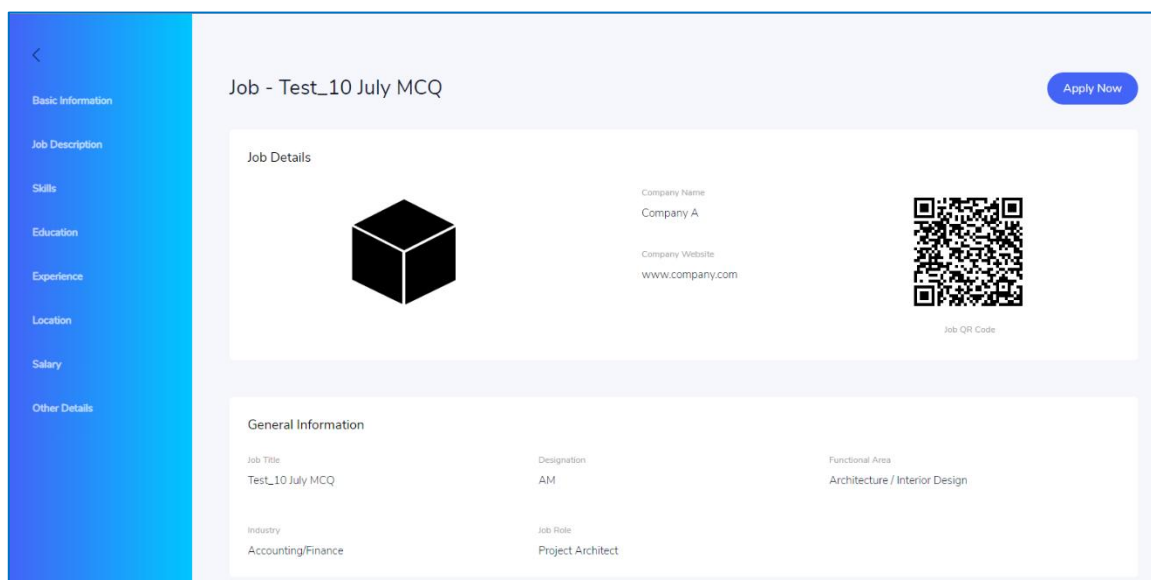 Basic Information
Job Description
Skills
Education
Experience
Location
Salary
Other Details
Job - Test_10 July MCQ
Apply Now
Job Details
Company Name
Company A
Company Website
www.company.com
Job QR Code
General Information
Job Title
Designation
Functional Area
Test_10 July MCQ
AM
Architecture / Interior Design
Industry
Job Role
Accounting/Finance
Project Architect